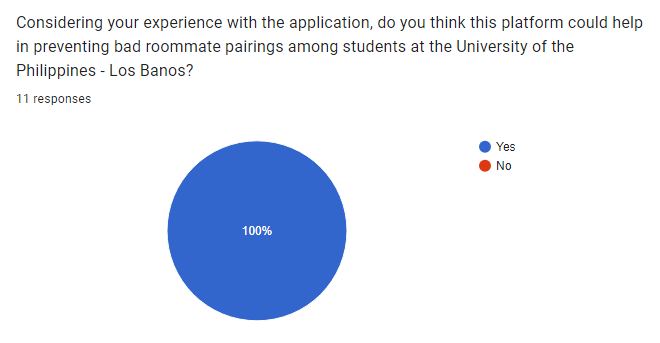 Considering your experience with the application, do you think this platform could help
in preventing bad roommate pairings among students at the University of the
Philippines - Los Banos?
11 responses
Yes
No
100%